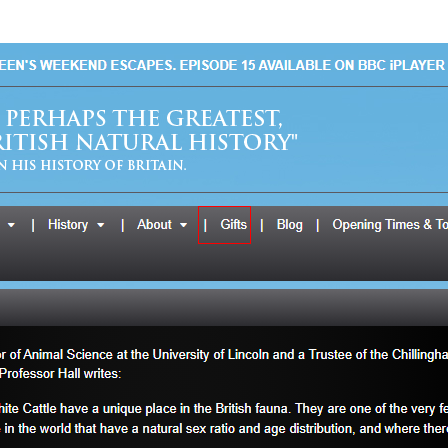 EEN'S WEEKEND ESCAPES. EPISODE 15 AVAILABLE ON BBC iPLAYER
PERHAPS THE GREATEST,
RITISH NATURAL HISTORY"
N HIS HISTORY OF BRITAIN.
| History | About | Gifts | Blog | Opening Times & To
r of Animal Science at the University of Lincoln and a Trustee of the Chillingha
Professor Hall writes:
hite Cattle have a unique place in the British fauna. They are one of the very fe
in the world that have a natural sex ratio and age distribution, and where ther